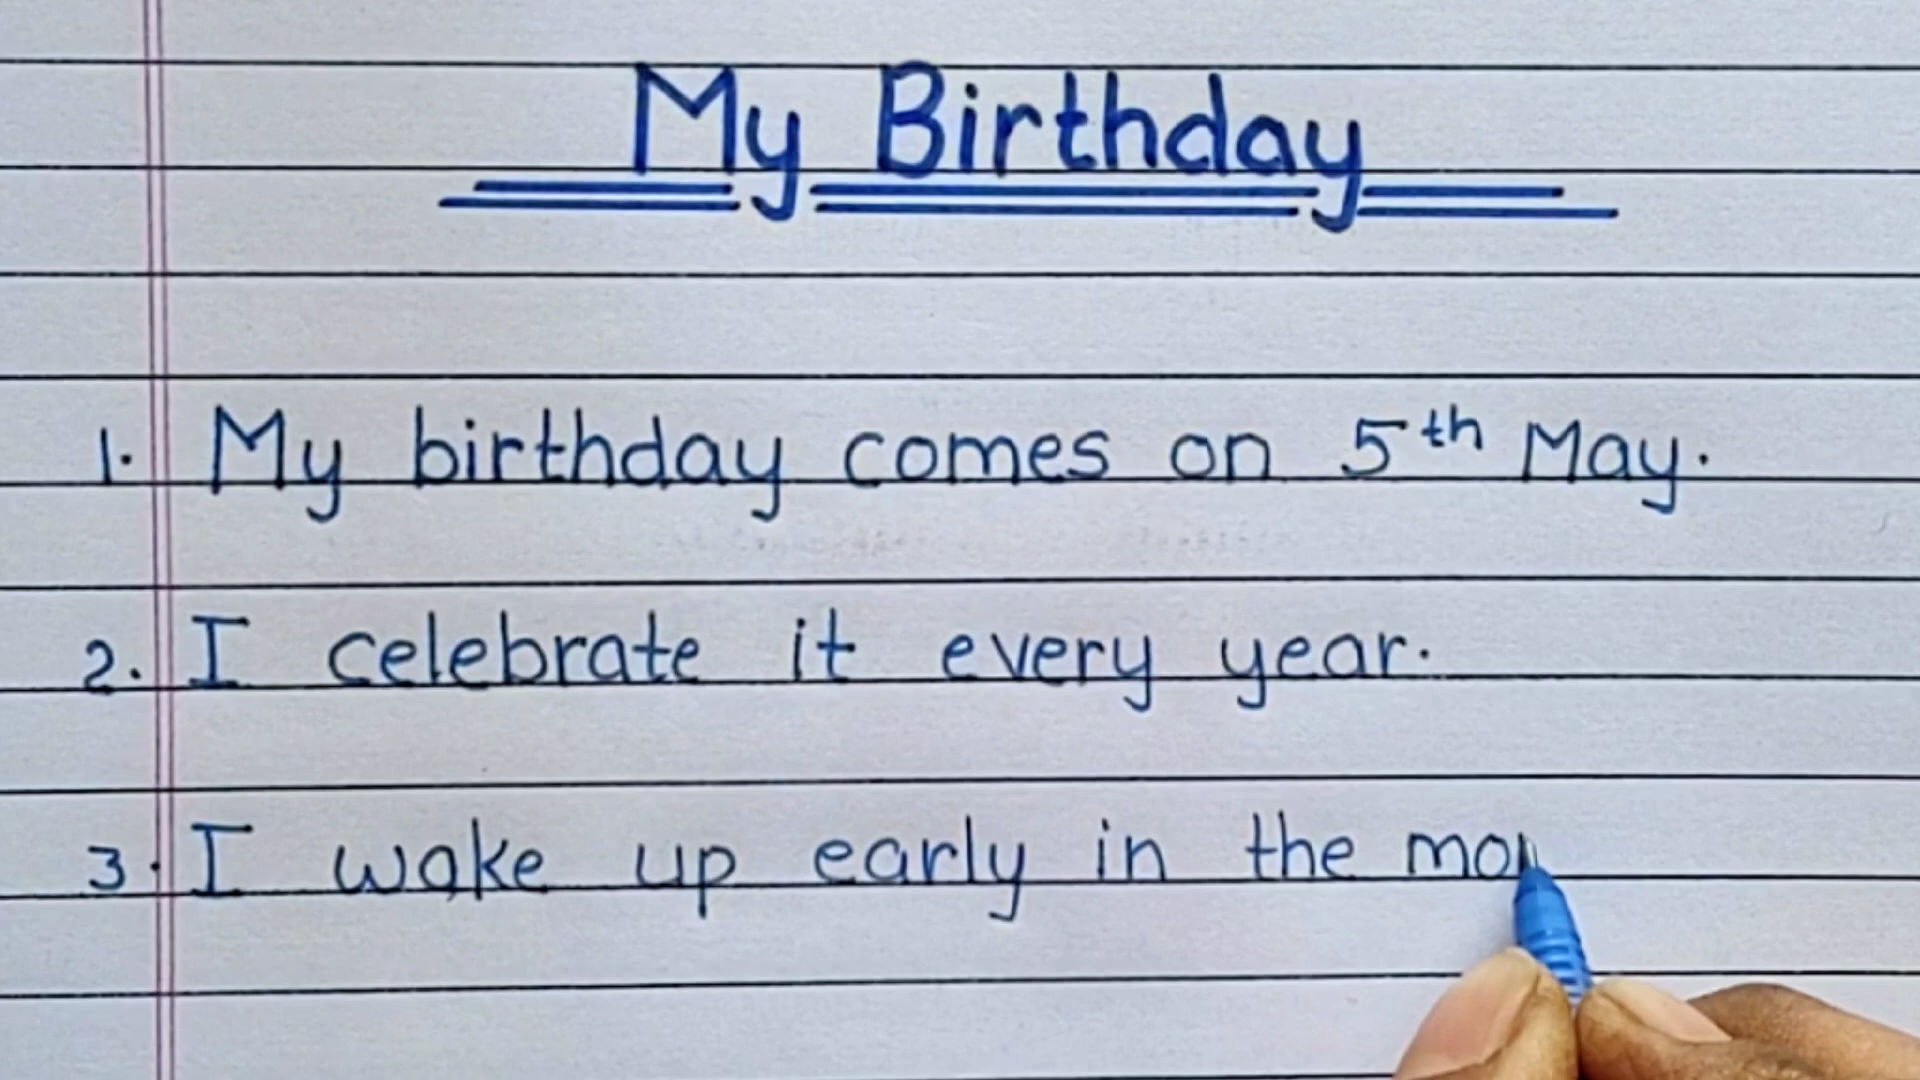 My Birthday
1. My birthday comes on 5th May.
2. I celebrate it every year.
3. I wake up early in the mor